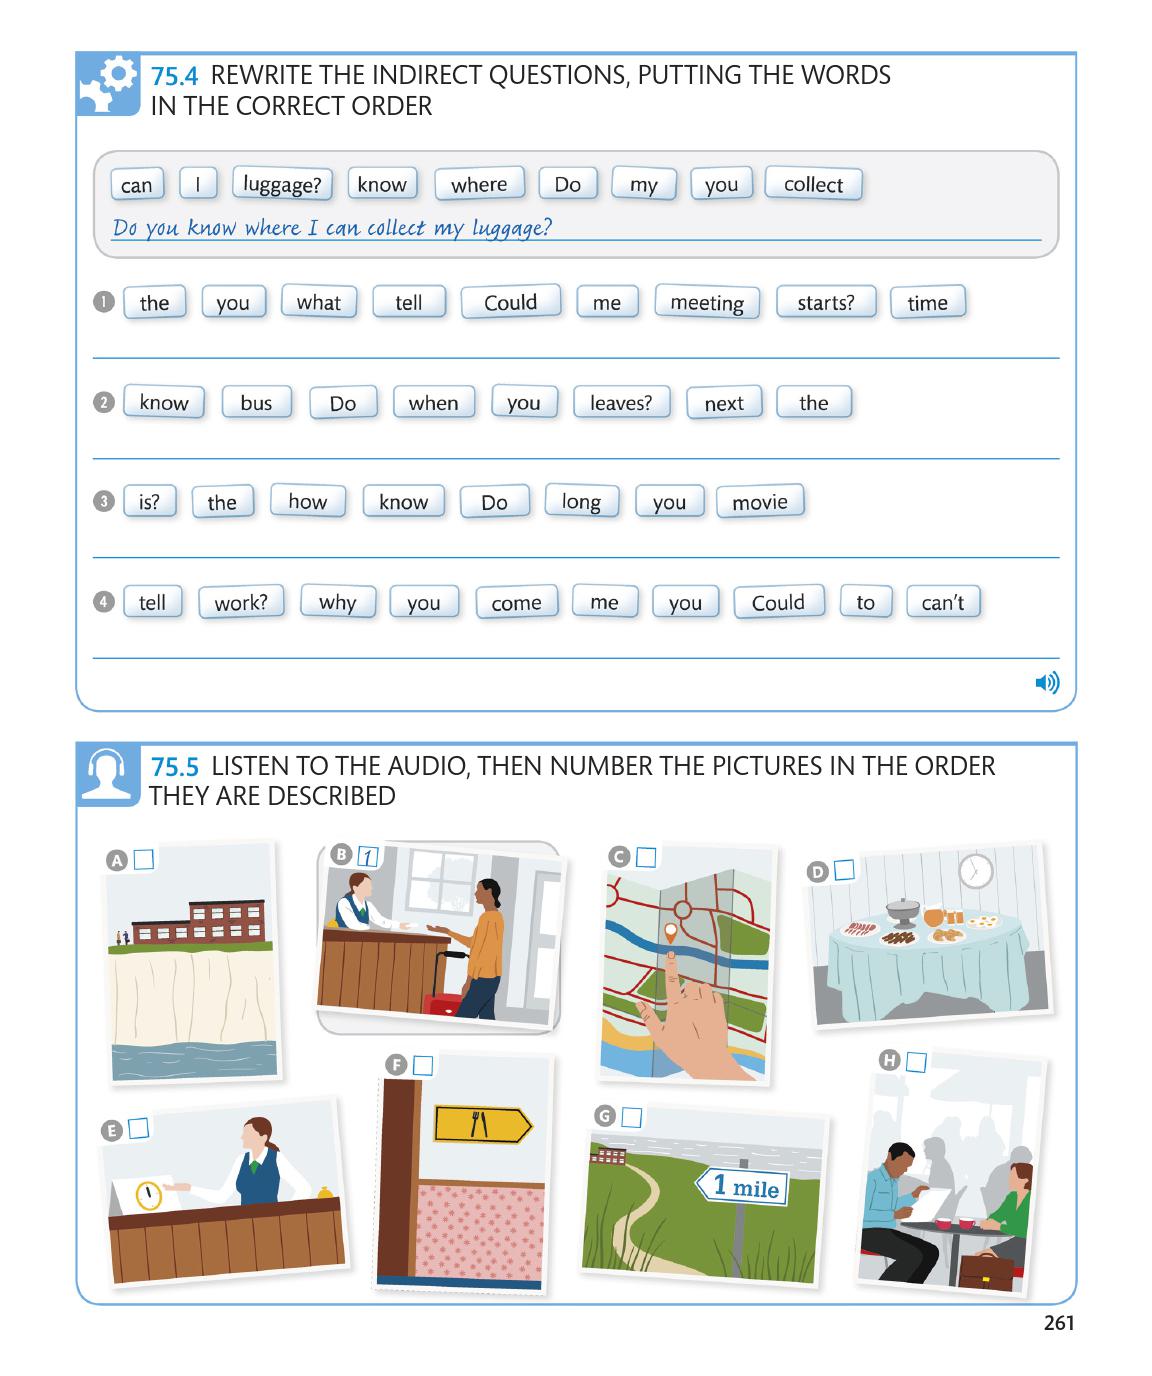 75.4 REWRITE THE INDIRECT QUESTIONS, PUTTING THE WORDS
IN THE CORRECT ORDER
can I luggage? know where Do my you collect
Do you know where I can collect my luggage?
1 the you what tell Could me meeting starts? time
2 know bus Do when you leaves? next the
3 is? the how know Do long you movie
4 tell work? why you come me you Could to can't
75.5 LISTEN TO THE AUDIO, THEN NUMBER THE PICTURES IN THE ORDER
THEY ARE DESCRIBED
A
B 1
C
D
E
F
G
1 mile
H
261